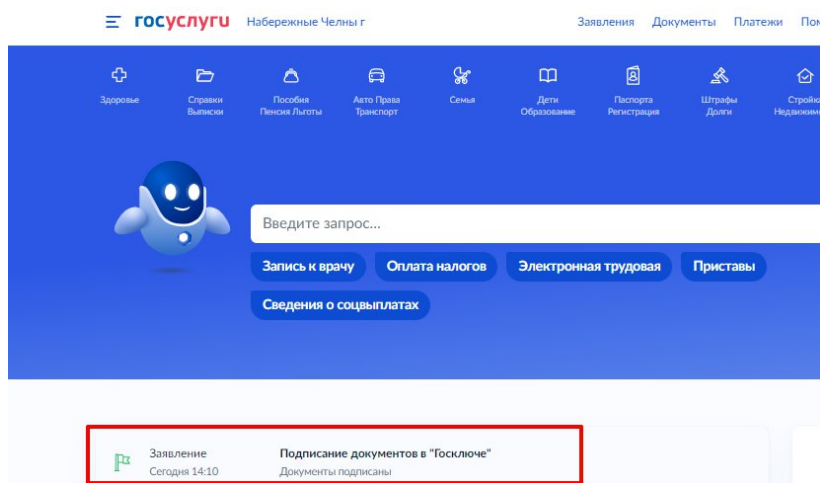 госуслуги Набережные Челны г Заявления Документы Платежи
Здоровье Справки Пособия Авто Права Семья Дети Паспорта Штрафы
Выписки Пенсия Льготы Транспорт Образование Регистрация Долги
Введите запрос...
Запись к врачу Оплата налогов Электронная трудовая Приставы
Сведения о соцвыплатах
Заявление Подписание документов в "Госключе"
Сегодня 14:10 Документы подписаны